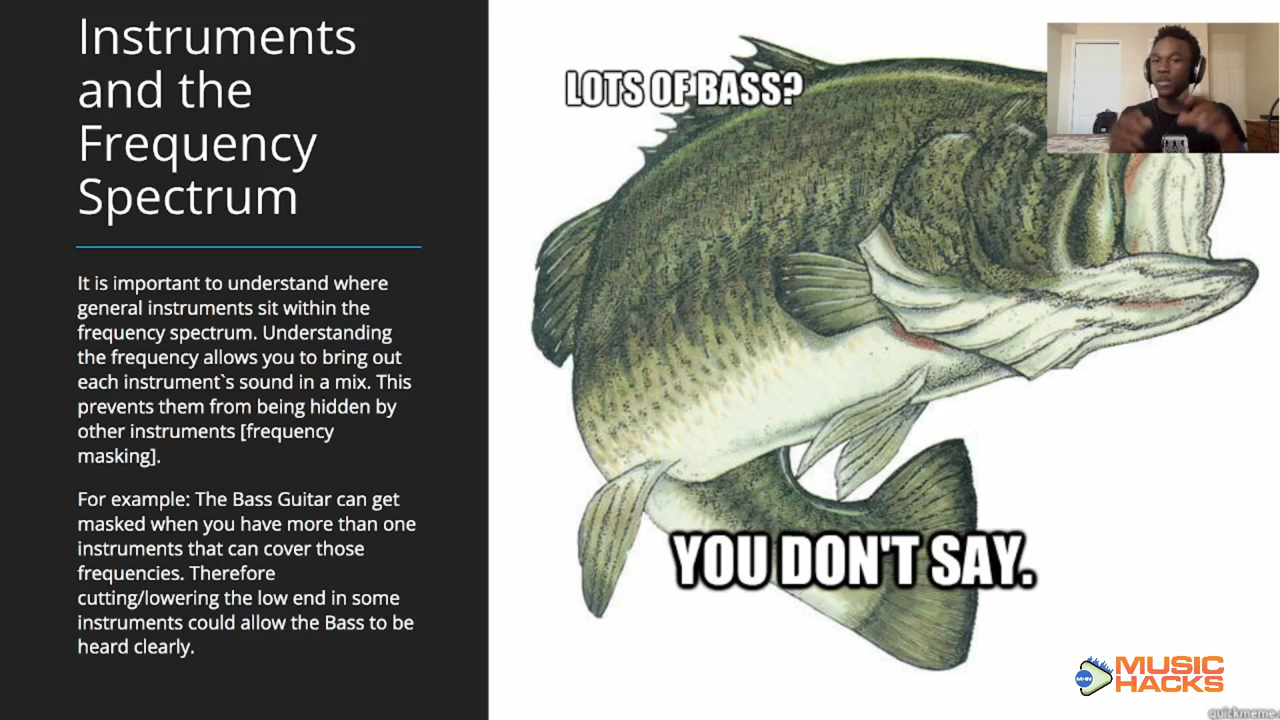 Instruments
and the
Frequency
Spectrum
It is important to understand where
general instruments sit within the
frequency spectrum. Understanding
the frequency allows you to bring out
each instrument`s sound in a mix. This
prevents them from being hidden by
other instruments [frequency
masking].
For example: The Bass Guitar can get
masked when you have more than one
instruments that can cover those
frequencies. Therefore
cutting/lowering the low end in some
instruments could allow the Bass to be
heard clearly.
LOTS OF BASS?
YOU DON'T SAY.
MHN
MUSIC
HACKS
quickmeme.